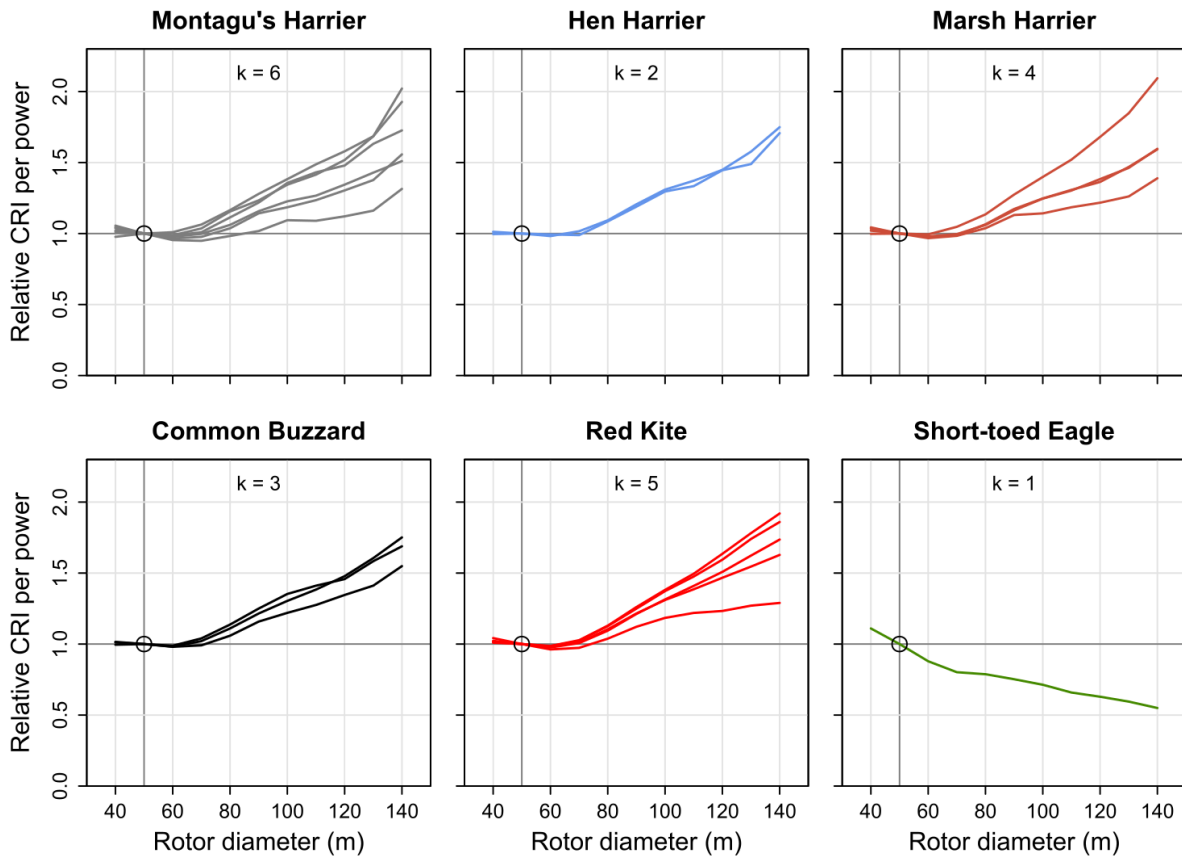 Montagu's Harrier
Hen Harrier
Marsh Harrier
k = 6
k = 2
k = 4
Relative CRI per power
0.0
0.5
1.0
1.5
2.0
Common Buzzard
Red Kite
Short-toed Eagle
k = 3
k = 5
k = 1
Relative CRI per power
0.0
0.5
1.0
1.5
2.0
40 60 80 100 120 140
40 60 80 100 120 140
40 60 80 100 120 140
Rotor diameter (m)
Rotor diameter (m)
Rotor diameter (m)